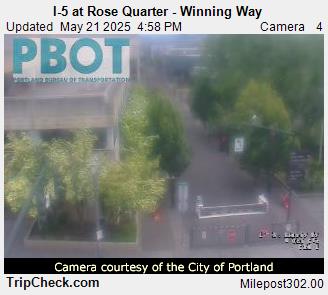 I-5 at Rose Quarter - Winning Way
Updated May 21 2025 4:58 PM Camera 4
PBOT
PORTLAND BUREAU OF TRANSPORTATION
Camera courtesy of the City of Portland
TripCheck.com Milepost302.00